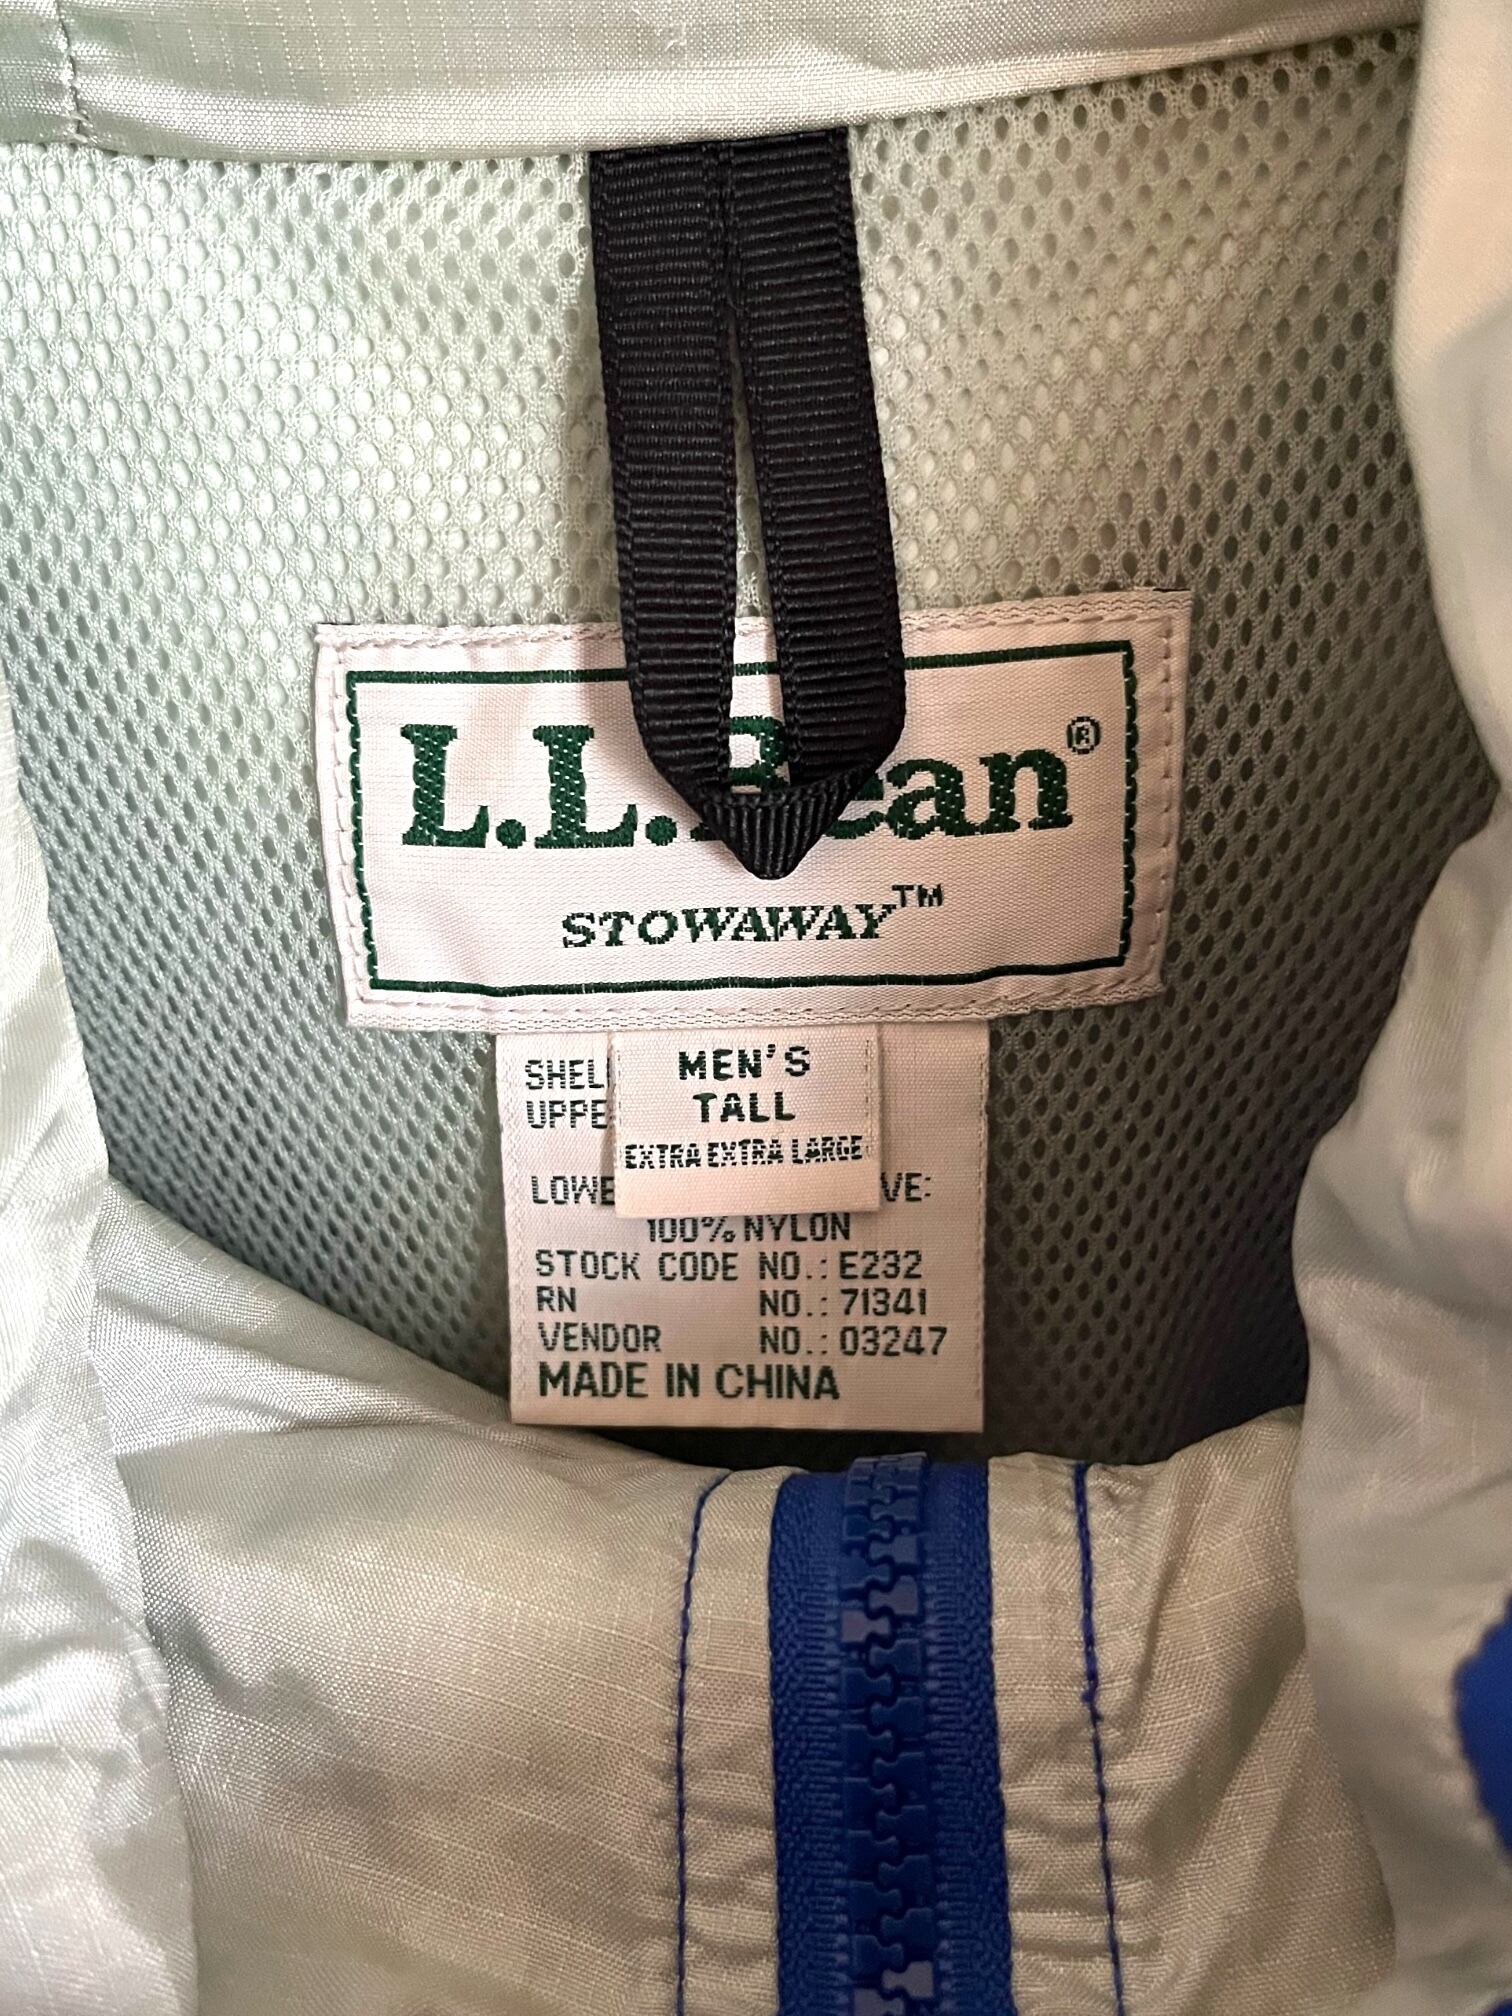 L.L.Bean®
STOWAWAY™
MEN'S
TALL
EXTRA EXTRA LARGE
100% NYLON
STOCK CODE NO.: E232
RN NO.: 71341
VENDOR NO.: 03247
MADE IN CHINA